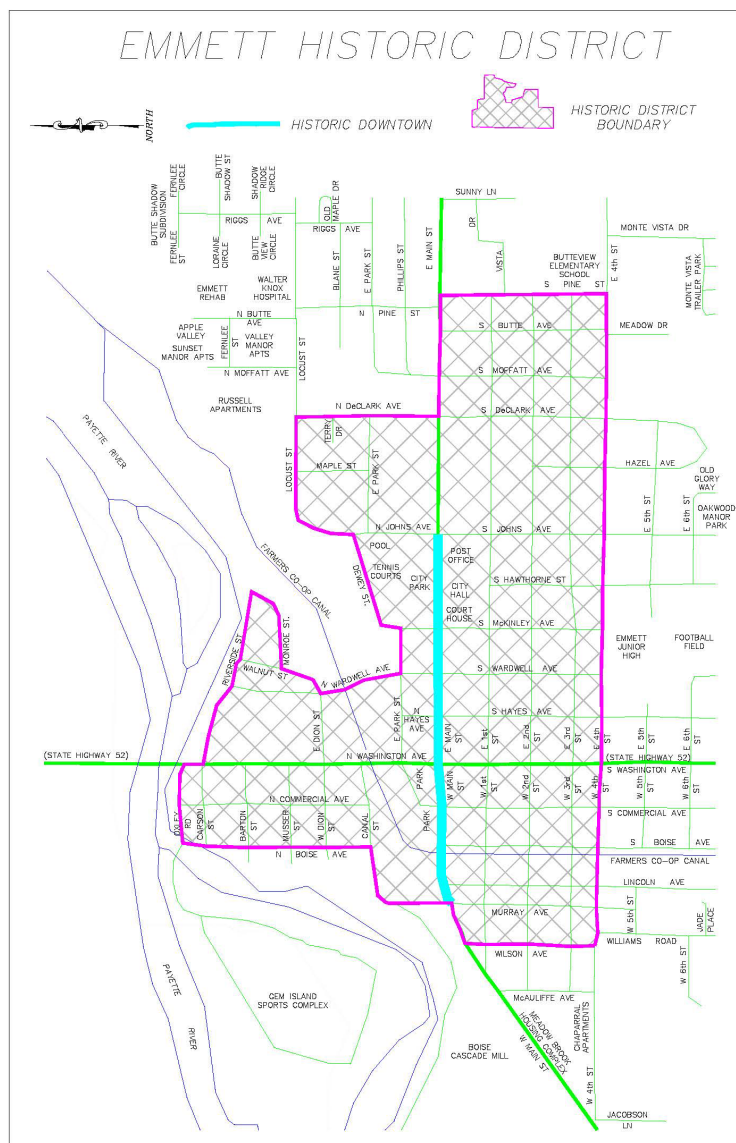 EMMETT HISTORIC DISTRICT
NORTH
HISTORIC DOWNTOWN
HISTORIC DISTRICT
BOUNDARY
BUTTE SHADOW
SUBDIVISION
FERNLEE
CIRCLE
BUTTE
SHADOW ST
SHADOW
RIDGE
CIRCLE
OLD
MAPLE DR
SUNNY LN
RIGGS AVE
RIGGS AVE
FERNLEE
ST
LORAINE
CIRCLE
BUTTE
VIEW
CIRCLE
BLANE ST
E PARK ST
PHILLIPS ST
E MAIN ST
DR
VISTA
MONTE VISTA DR
E 4th ST
BUTTEVIEW
ELEMENTARY
SCHOOL
S PINE ST
MONTE VISTA
TRAILER PARK
EMMETT
REHAB
WALTER
KNOX
HOSPITAL
N BUTTE
AVE
N PINE ST
S BUTTE AVE
MEADOW DR
APPLE
VALLEY
SUNSET
MANOR APTS
FERNLEE
ST
VALLEY
MANOR
APTS
LOCUST ST
N MOFFATT AVE
S MOFFATT AVE
RUSSELL
APARTMENTS
N DeCLARK AVE
S DeCLARK AVE
PAYETTE RIVER
TERRY
DR
LOCUST ST
MAPLE ST
E PARK ST
HAZEL AVE
OLD
GLORY
WAY
OAKWOOD
MANOR
PARK
E 5th ST
E 6th ST
N JOHNS AVE
S JOHNS AVE
POOL
TENNIS
COURTS
CITY
PARK
POST
OFFICE
CITY
HALL
COURT
HOUSE
FARMERS CO-OP CANAL
DEWEY ST.
S HAWTHORNE ST
S McKINLEY AVE
EMMETT
JUNIOR
HIGH
FOOTBALL
FIELD
RIVERSIDE ST
MONROE ST.
WALNUT ST
N WARDWELL AVE
S WARDWELL AVE
E DION ST
E PARK ST
N
HAYES
AVE
S HAYES AVE
E MAIN
ST
E 1st
ST
E 2nd
ST
E 3rd
ST
E 4th
ST
E 5th
ST
E 6th
ST
(STATE HIGHWAY 52)
N WASHINGTON AVE
(STATE HIGHWAY 52)
S WASHINGTON AVE
PARK
W MAIN
ST
W 1st
ST
W 2nd
ST
W 3rd
ST
W 4th
ST
W 5th
ST
W 6th
ST
N COMMERCIAL AVE
S COMMERCIAL AVE
OXLEY
RD
CARSON
ST
BARTON
ST
MUSSER
ST
W DION
ST
CANAL
ST
PARK
N BOISE AVE
S BOISE AVE
FARMERS CO-OP CANAL
LINCOLN AVE
MURRAY AVE
W 5th ST
JADE
PLACE
WILLIAMS ROAD
WILSON AVE
W 6th ST
PAYETTE
RIVER
GEM ISLAND
SPORTS COMPLEX
McAULIFFE AVE
BOISE
CASCADE MILL
MEADOW BROOK
HOUSING COMPLEX
W MAIN ST
CHAPARRAL
APARTMENTS
W 4th ST
JACOBSON
LN